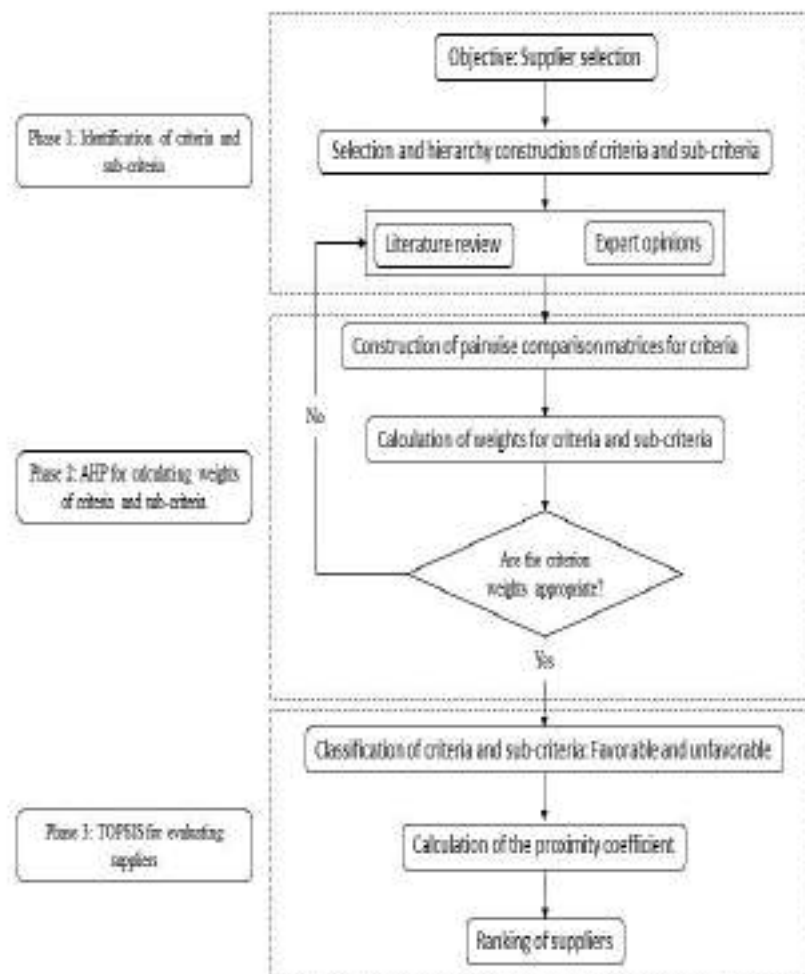 Objective: Supplier selection
Phase 1: Identification of criteria and
sub-criteria
Selection and hierarchy construction of criteria and sub-criteria
Literature review
Expert opinions
Construction of pairwise comparison matrices for criteria
No
Calculation of weights for criteria and sub-criteria
Phase 2: AHP for calculating weights
of criteria and sub-criteria
Are the criterion
weights appropriate?
Yes
Classification of criteria and sub-criteria: Favorable and unfavorable
Phase 3: TOPSIS for evaluating
suppliers
Calculation of the proximity coefficient
Ranking of suppliers